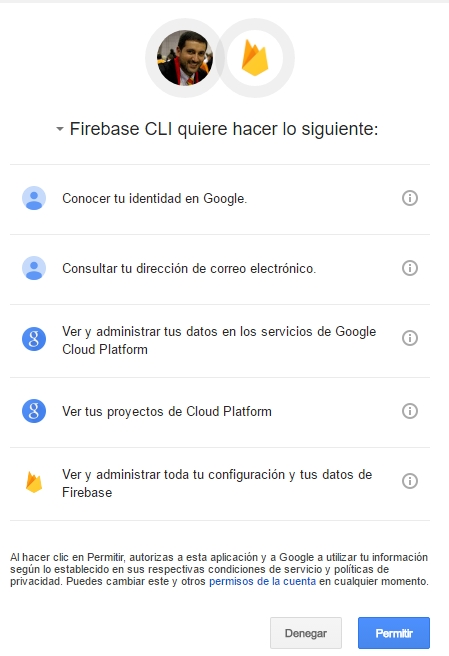 Firebase CLI quiere hacer lo siguiente:
Conocer tu identidad en Google.
Consultar tu dirección de correo electrónico.
Ver y administrar tus datos en los servicios de Google
Cloud Platform
Ver tus proyectos de Cloud Platform
Ver y administrar toda tu configuración y tus datos de
Firebase
Al hacer clic en Permitir, autorizas a esta aplicación y a Google a utilizar tu información
según lo establecido en sus respectivas condiciones de servicio y políticas de
privacidad. Puedes cambiar este y otros permisos de la cuenta en cualquier momento.
Denegar
Permitir